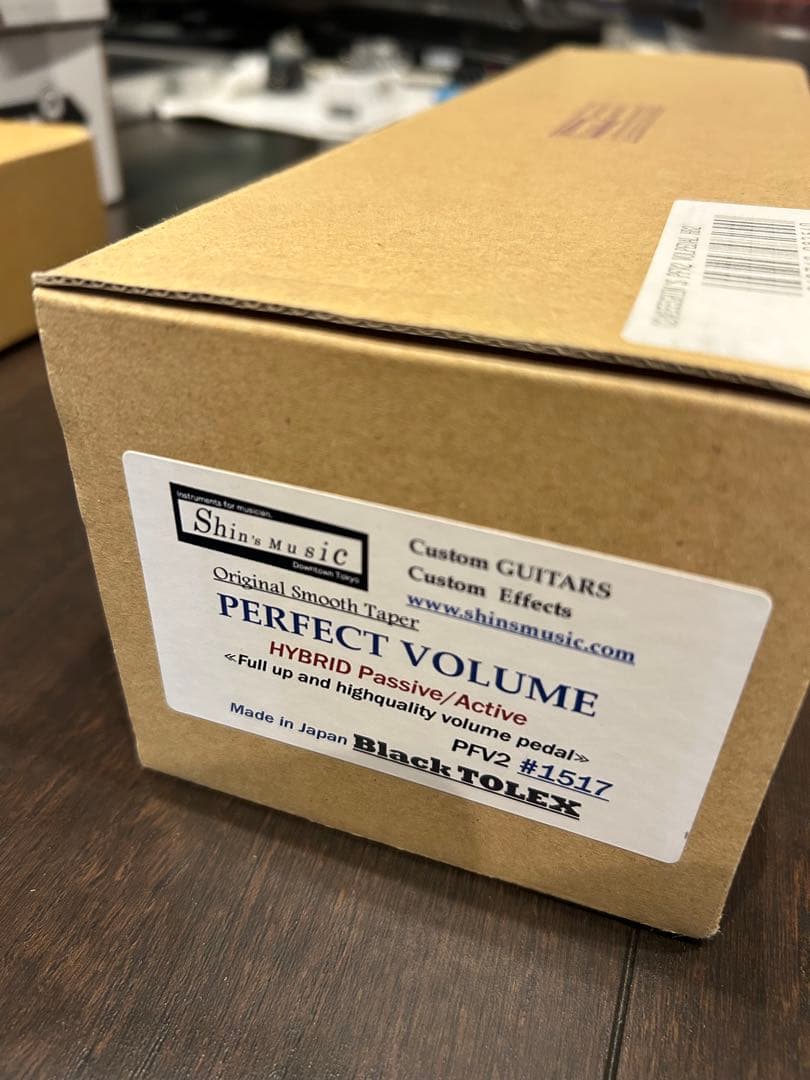 instruments for musician.
Shin's Music
Downtown Tokyo
Custom GUITARS
Custom Effects
www.shinsmusic.com
Original Smooth Taper
PERFECT VOLUME
HYBRID Passive/Active
≪Full up and highquality volume pedal≫
Made in Japan
PFV2 #1517
Black TOLEX